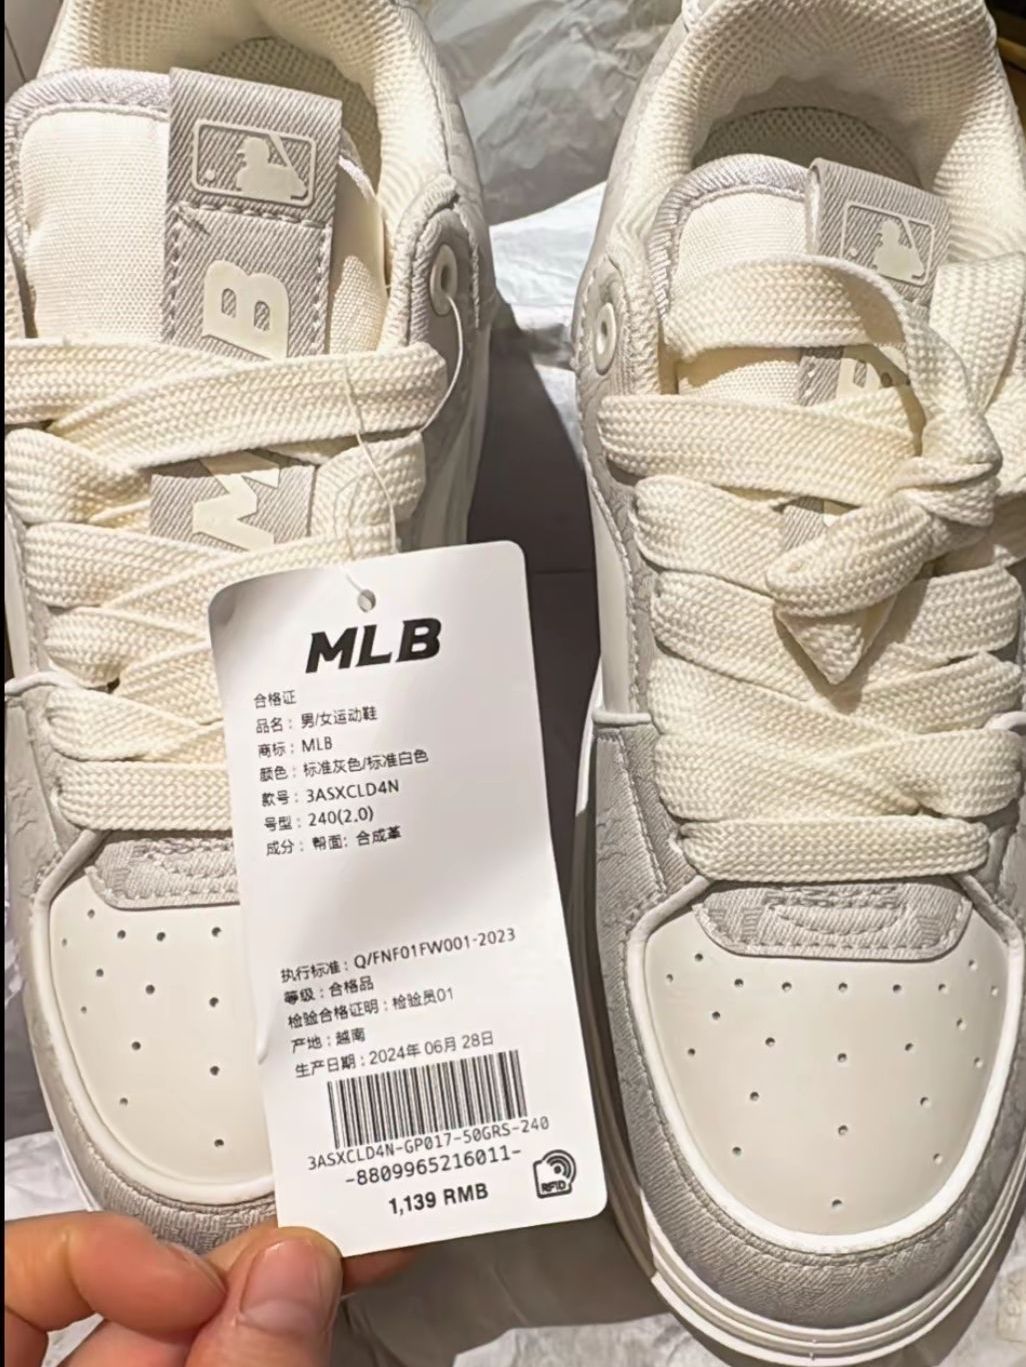 MLB
MLB
合格证
品名：男/女运动鞋
商标：MLB
颜色：标准灰色/标准白色
款号：3ASXCLD4N
号型：240(2.0)
成分：帮面：合成革
执行标准：Q/FNF01FW001-2023
等级：合格品
检验合格证明：检验员01
产地：越南
生产日期：2024年 06月 28日
3ASXCLD4N-GP017-50GRS-240
-8809965216011-
1,139 RMB
RFID